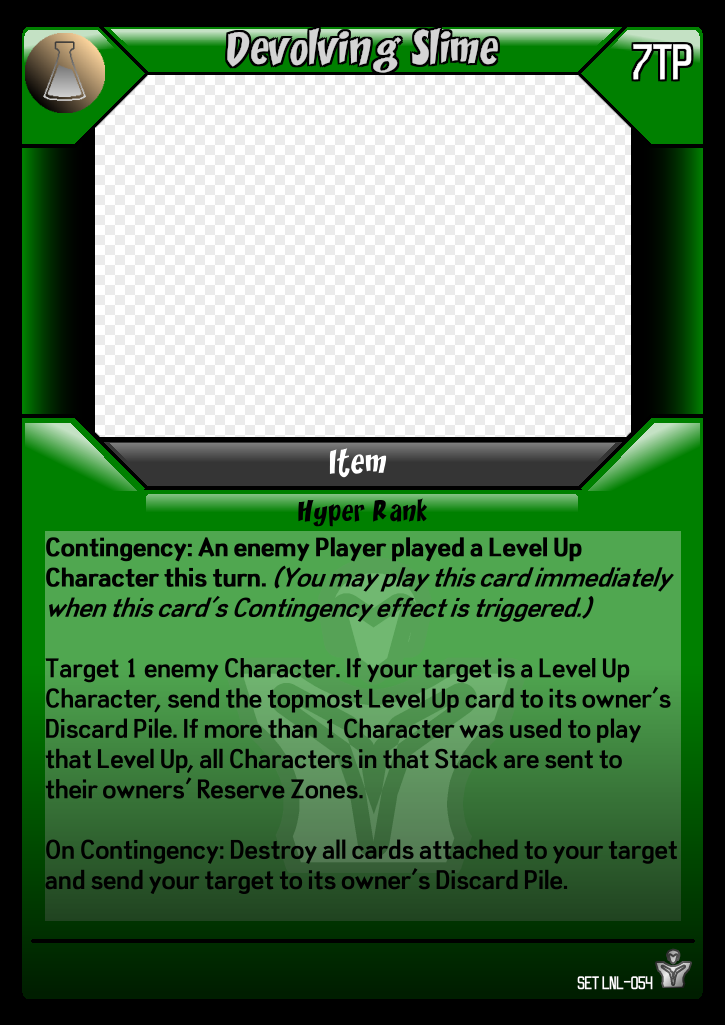 Devolving Slime
7TP
Item
Hyper Rank
Contingency: An enemy Player played a Level Up
Character this turn. (You may play this card immediately
when this card's Contingency effect is triggered.)
Target 1 enemy Character. If your target is a Level Up
Character, send the topmost Level Up card to its owner's
Discard Pile. If more than 1 Character was used to play
that Level Up, all Characters in that Stack are sent to
their owners' Reserve Zones.
On Contingency: Destroy all cards attached to your target
and send your target to its owner's Discard Pile.
SET LNL-054